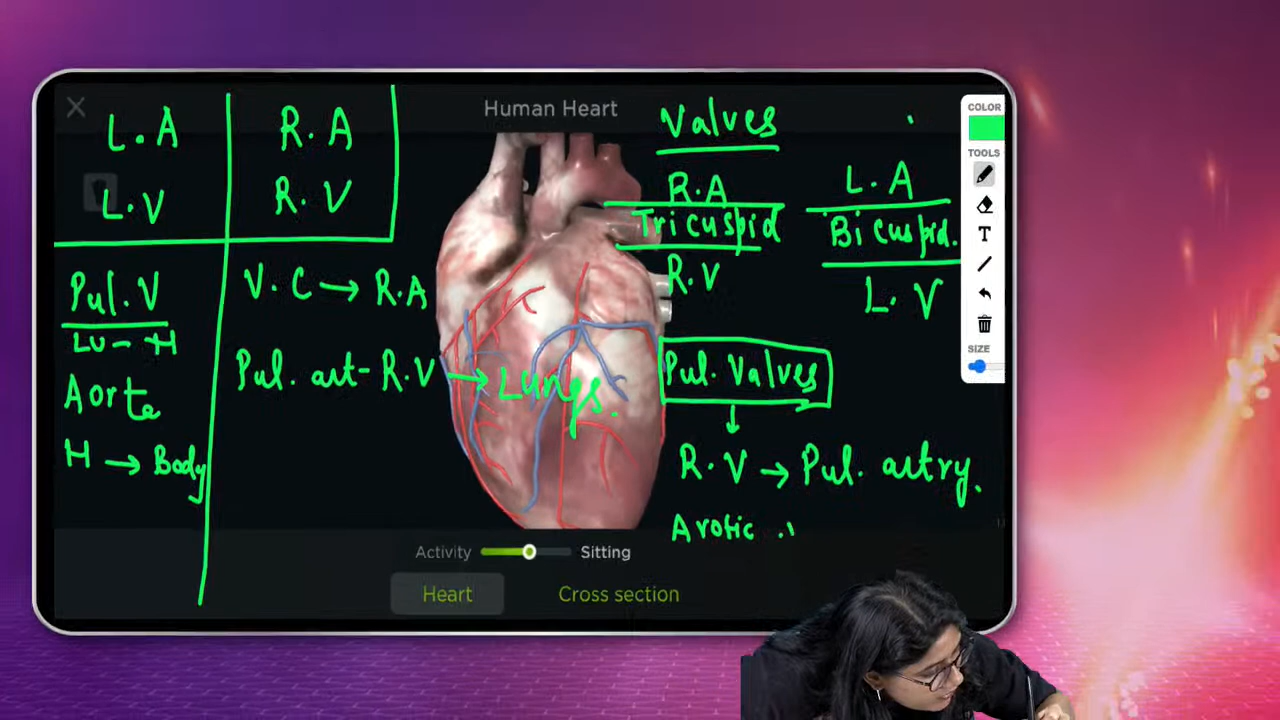 Human Heart
L.A
R.A
L.V
R.V
Pul.V
LU-H
Aorte
H → Body
V.C → R.A
Pul. art- R.V → Lungs.
Valves
R.A
Tricuspid
R.V
L.A
Bicuspid.
L.V
Pul. Valves
↓
R.V → Pul. artry.
Arotic
Activity
Sitting
Heart
Cross section
COLOR
TOOLS
T
SIZE